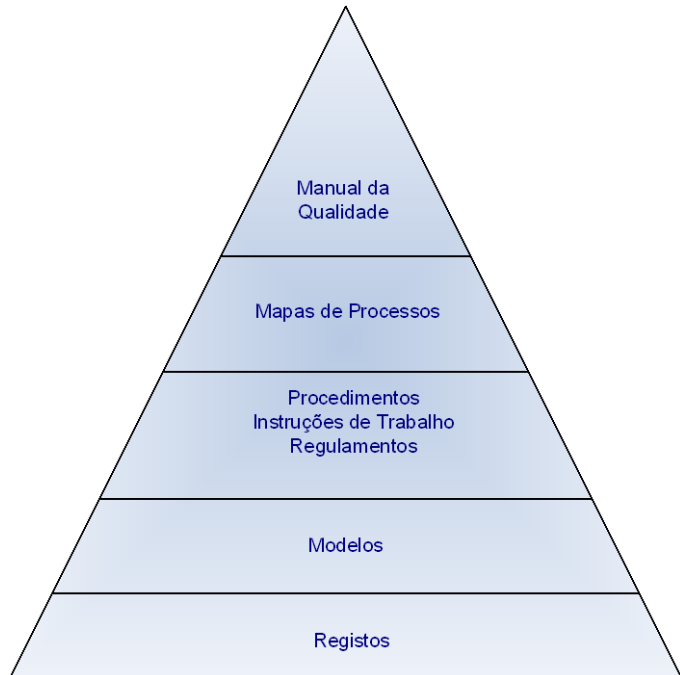 Manual da
Qualidade
Mapas de Processos
Procedimentos
Instruções de Trabalho
Regulamentos
Modelos
Registos